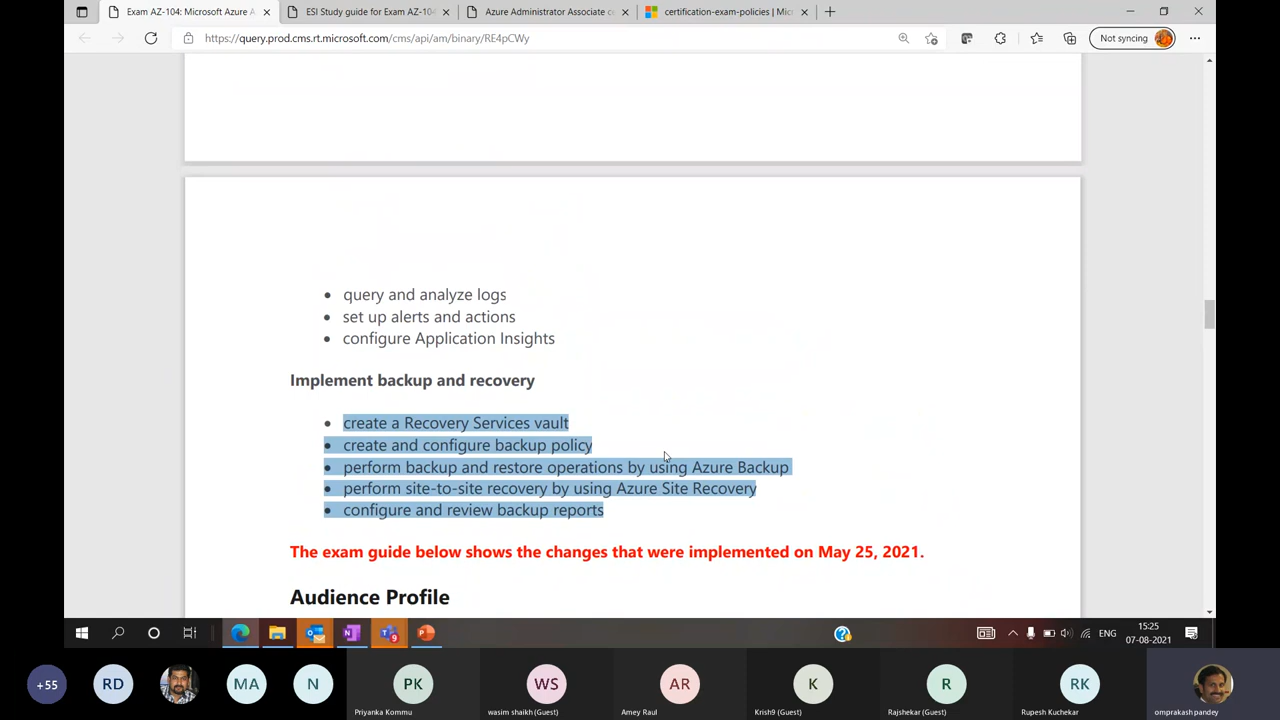 Exam AZ-104: Microsoft Azure A
ESI Study guide for Exam AZ-104
Azure Administrator Associate ce
certification-exam-policies | Micr
https://query.prod.cms.rt.microsoft.com/cms/api/am/binary/RE4pCWy
Not syncing
• query and analyze logs
• set up alerts and actions
• configure Application Insights
Implement backup and recovery
• create a Recovery Services vault
• create and configure backup policy
• perform backup and restore operations by using Azure Backup
• perform site-to-site recovery by using Azure Site Recovery
• configure and review backup reports
The exam guide below shows the changes that were implemented on May 25, 2021.
Audience Profile
9
ENG
15:25
07-08-2021
+55
RD
MA
N
PK
Priyanka Kommu
WS
wasim shaikh (Guest)
AR
Amey Raul
K
Krish9 (Guest)
R
Rajshekar (Guest)
RK
Rupesh Kuchekar
omprakash pandey